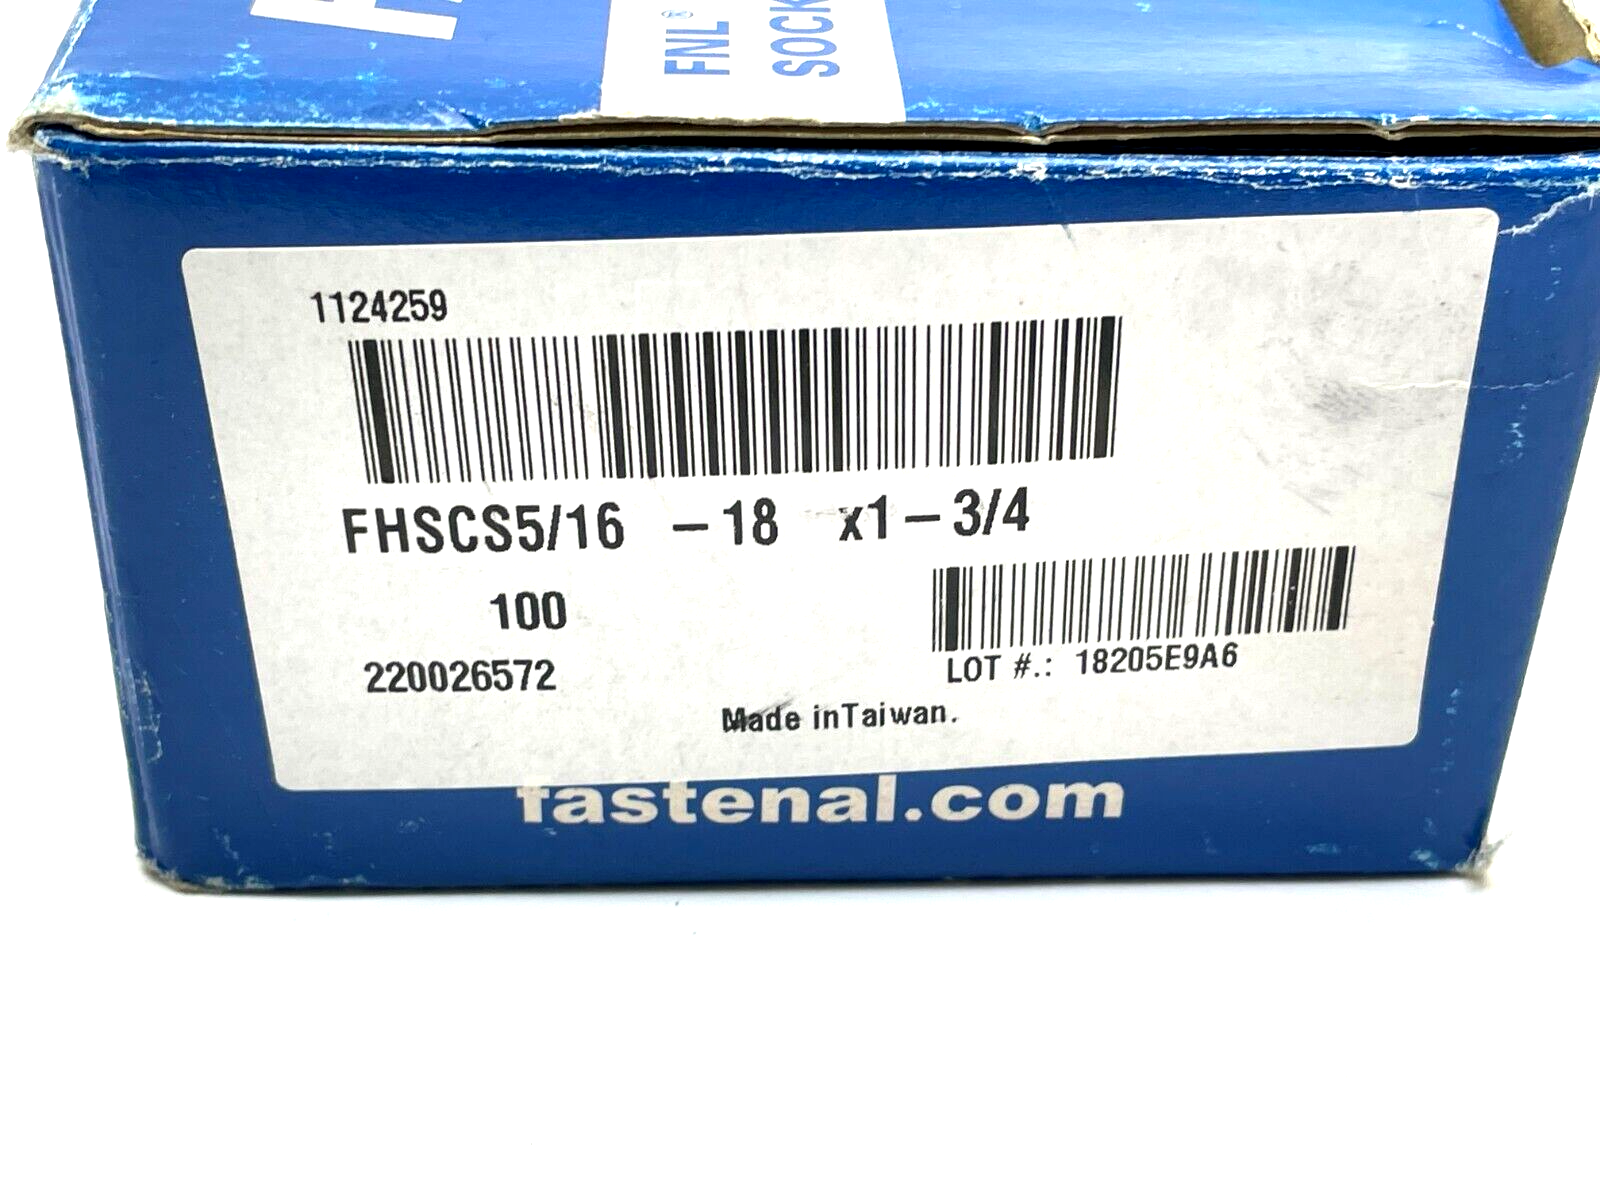 FNL®
SOCK
1124259
FHSCS5/16 -18 x1-3/4
100
220026572
LOT #.: 18205E9A6
Made inTaiwan.
fastenal.com